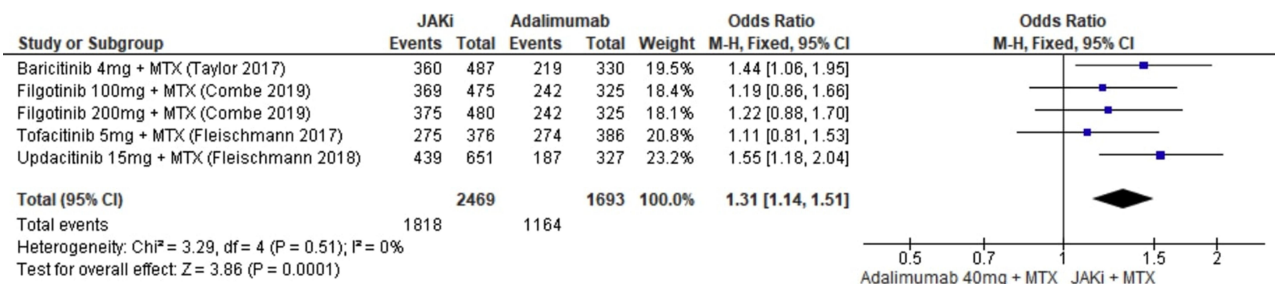 JAKi Adalimumab Odds Ratio Odds Ratio
Study or Subgroup Events Total Events Total Weight M-H, Fixed, 95% CI M-H, Fixed, 95% CI
Baricitinib 4mg + MTX (Taylor 2017) 360 487 219 330 19.5% 1.44 [1.06, 1.95]
Filgotinib 100mg + MTX (Combe 2019) 369 475 242 325 18.4% 1.19 [0.86, 1.66]
Filgotinib 200mg + MTX (Combe 2019) 375 480 242 325 18.1% 1.22 [0.88, 1.70]
Tofacitinib 5mg + MTX (Fleischmann 2017) 275 376 274 386 20.8% 1.11 [0.81, 1.53]
Updacitinib 15mg + MTX (Fleischmann 2018) 439 651 187 327 23.2% 1.55 [1.18, 2.04]
Total (95% CI) 2469 1693 100.0% 1.31 [1.14, 1.51]
Total events 1818 1164
Heterogeneity: Chi² = 3.29, df = 4 (P = 0.51); I² = 0%
Test for overall effect: Z = 3.86 (P = 0.0001)
0.5 0.7 1 1.5 2
Adalimumab 40mg + MTX JAKi + MTX